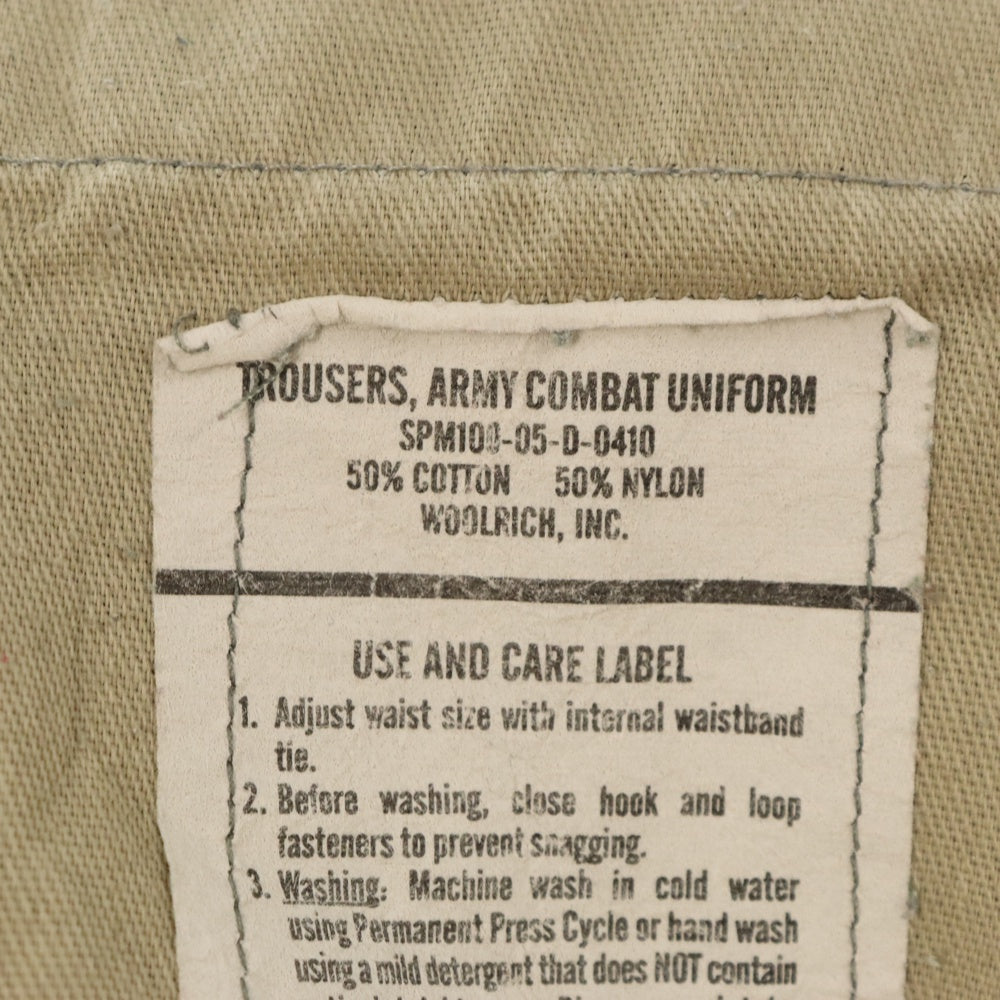 TROUSERS, ARMY COMBAT UNIFORM
SPM100-05-D-0410
50% COTTON 50% NYLON
WOOLRICH, INC.
USE AND CARE LABEL
1. Adjust waist size with internal waistband
tie.
2. Before washing, close hook and loop
fasteners to prevent snagging.
3. Washing: Machine wash in cold water
using Permanent Press Cycle or hand wash
using a mild detergent that does NOT contain